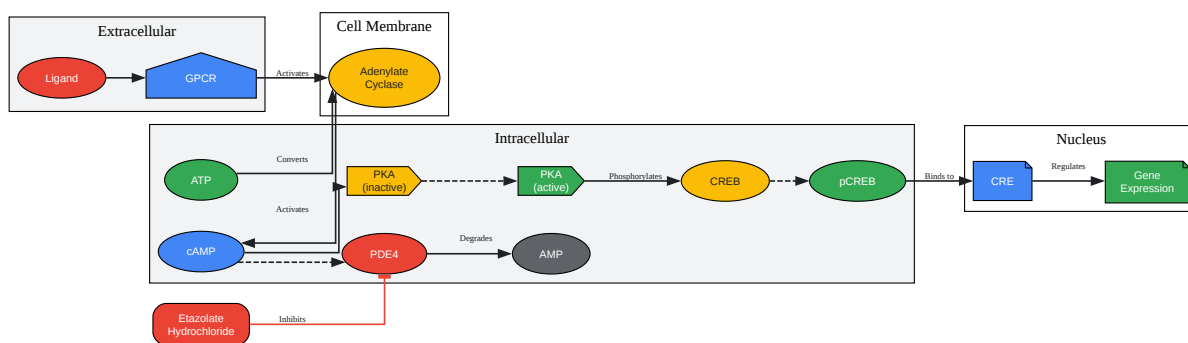 Extracellular
Ligand
GPCR
Activates
Cell Membrane
Adenylate
Cyclase
Intracellular
ATP
Converts
PKA
(inactive)
PKA
(active)
Phosphorylates
CREB
pCREB
Binds to
Nucleus
CRE
Regulates
Gene
Expression
Activates
cAMP
PDE4
Degrades
AMP
Etazolate
Hydrochloride
Inhibits